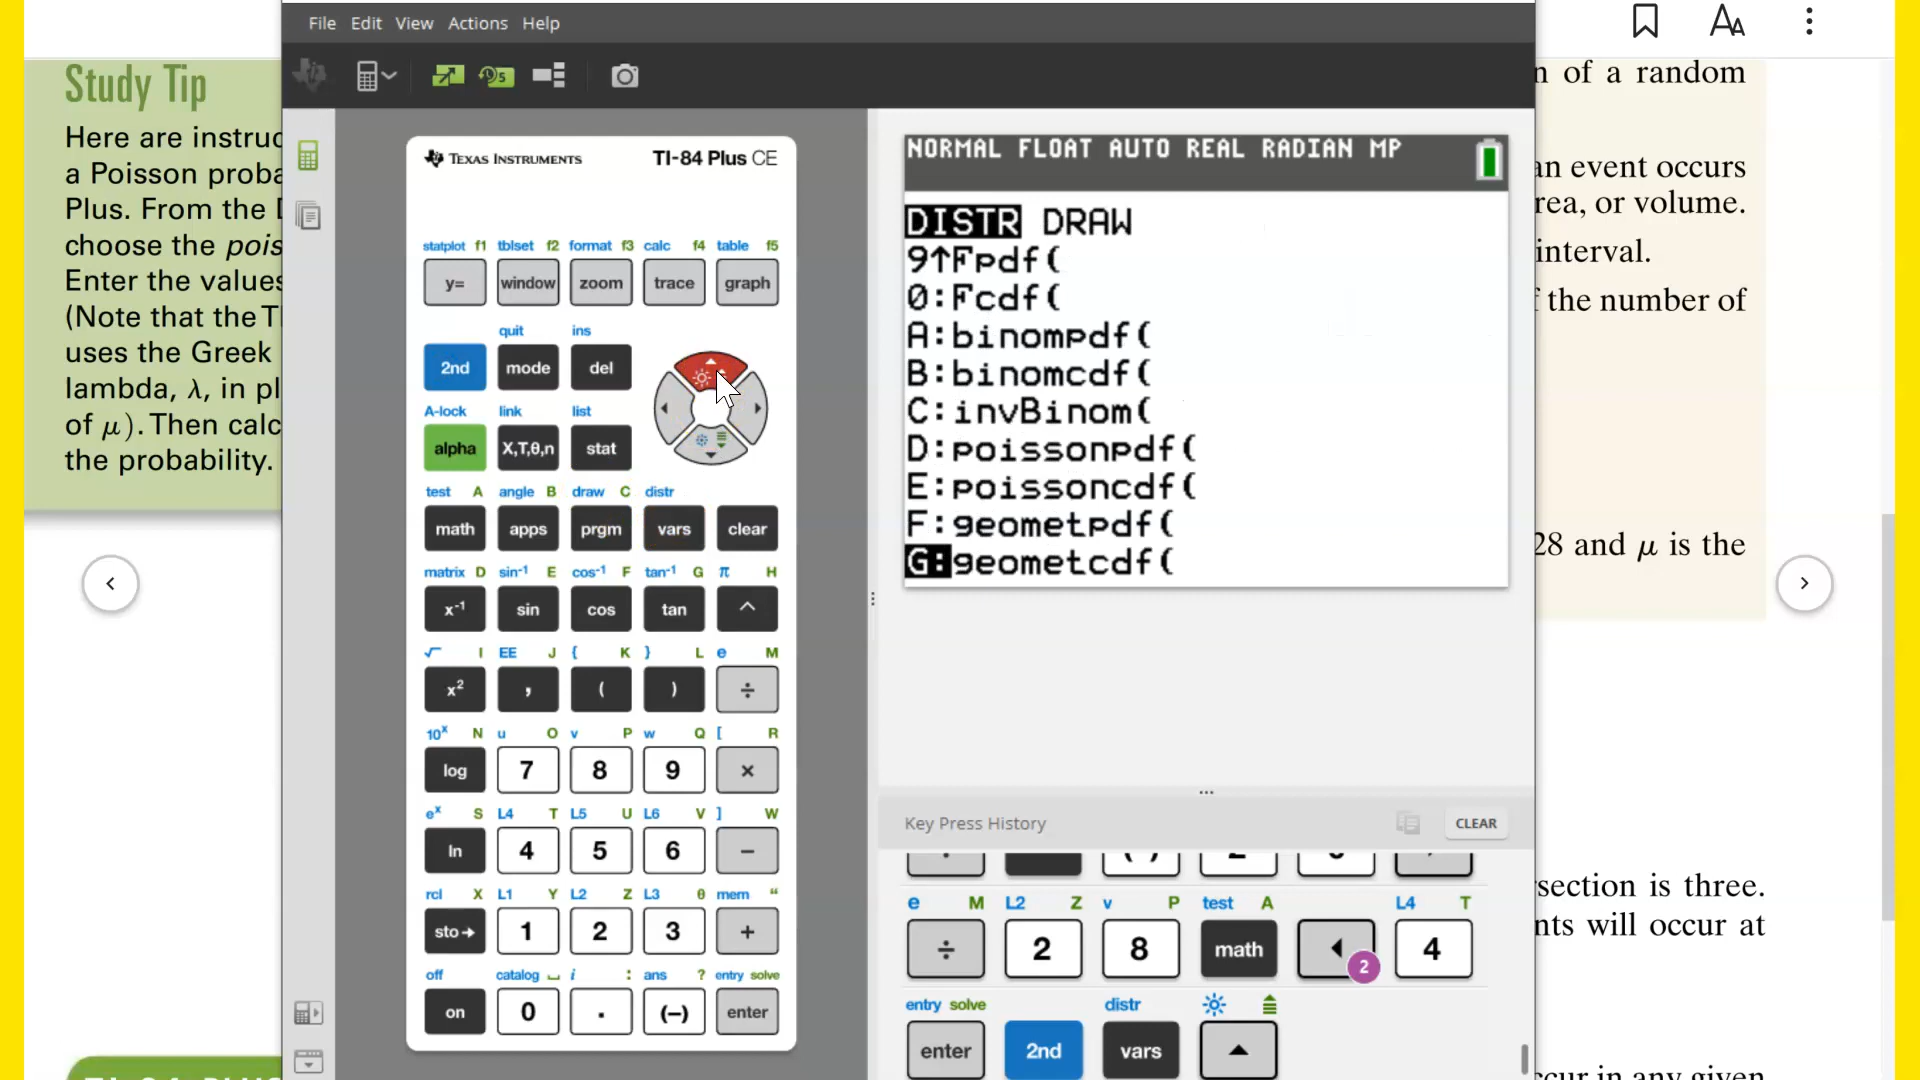 File Edit View Actions Help
Study Tip
Here are instruc
a Poisson proba
Plus. From the
choose the pois
Enter the values
(Note that the T
uses the Greek
lambda, λ, in pl
of μ). Then calc
the probability.
TEXAS INSTRUMENTS TI-84 Plus CE
statplot f1 tblset f2 format f3 calc f4 table f5
y= window zoom trace graph
quit ins
2nd mode del
A-lock link list
alpha X,T,θ,n stat
test A angle B draw C distr
math apps prgm vars clear
matrix D sin⁻¹ E cos⁻¹ F tan⁻¹ G π H
x⁻¹ sin cos tan ^
√ I EE J { K } L e M
x² , ( ) ÷
10ˣ N u O v P w Q [ R
log 7 8 9 ×
eˣ S L4 T L5 U L6 V ] W
ln 4 5 6 −
rcl X L1 Y L2 Z L3 θ mem "
sto→ 1 2 3 +
off catalog ⎵ i : ans ? entry solve
on 0 . (−) enter
NORMAL FLOAT AUTO REAL RADIAN MP
DISTR DRAW
9↑Fpdf(
0:Fcdf(
A:binompdf(
B:binomcdf(
C:invBinom(
D:poissonpdf(
E:poissoncdf(
F:geometpdf(
G:geometcdf(
Key Press History CLEAR
e M L2 Z v P test A L4 T
÷ 2 8 math 2 4
entry solve distr
enter 2nd vars
n of a random
an event occurs
rea, or volume.
interval.
the number of
28 and μ is the
section is three.
nts will occur at
cur in any given